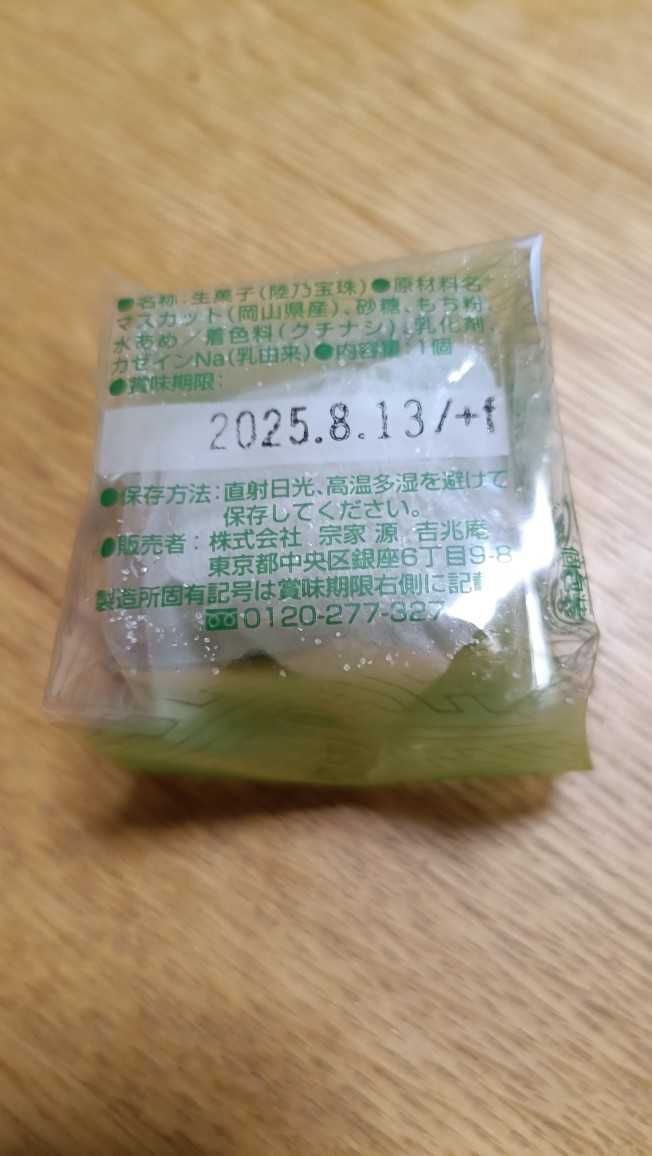 ●名称:生菓子(陸乃宝珠)●原材料名:
マスカット(岡山県産)、砂糖、もち粉、
水あめ/着色料(クチナシ)、乳化剤、
カゼインNa(乳由来)●内容量:1個
●賞味期限:
2025.8.13/+f
●保存方法:直射日光、高温多湿を避けて
保存してください。
●販売者:株式会社 宗家 源 吉兆庵
東京都中央区銀座6丁目9-8
製造所固有記号は賞味期限右側に記載
0120-277-327